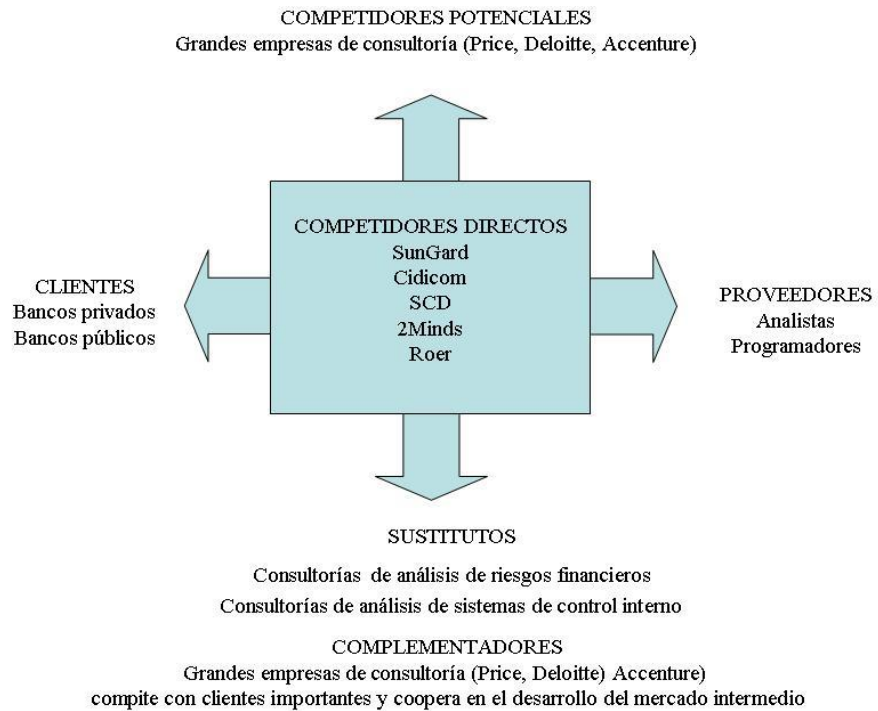 COMPETIDORES POTENCIALES
Grandes empresas de consultoría (Price, Deloitte, Accenture)
COMPETIDORES DIRECTOS
SunGard
Cidicom
SCD
2Minds
Roer
CLIENTES
Bancos privados
Bancos públicos
PROVEEDORES
Analistas
Programadores
SUSTITUTOS
Consultorías de análisis de riesgos financieros
Consultorías de análisis de sistemas de control interno
COMPLEMENTADORES
Grandes empresas de consultoría (Price, Deloitte) Accenture)
compite con clientes importantes y coopera en el desarrollo del mercado intermedio